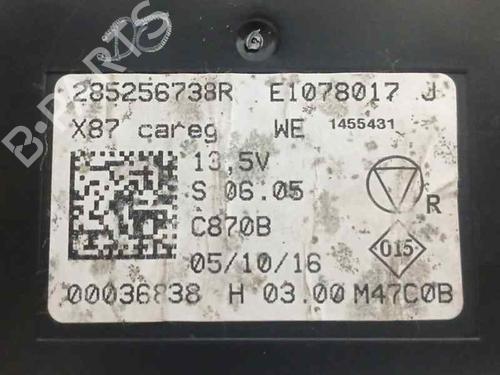 285256738R E1078017 J
X87 careg WE 1455431
13,5V
S 06.05
C870B
R
015
05/10/16
00036838 H 03.00 M47C0B
B-PARTS